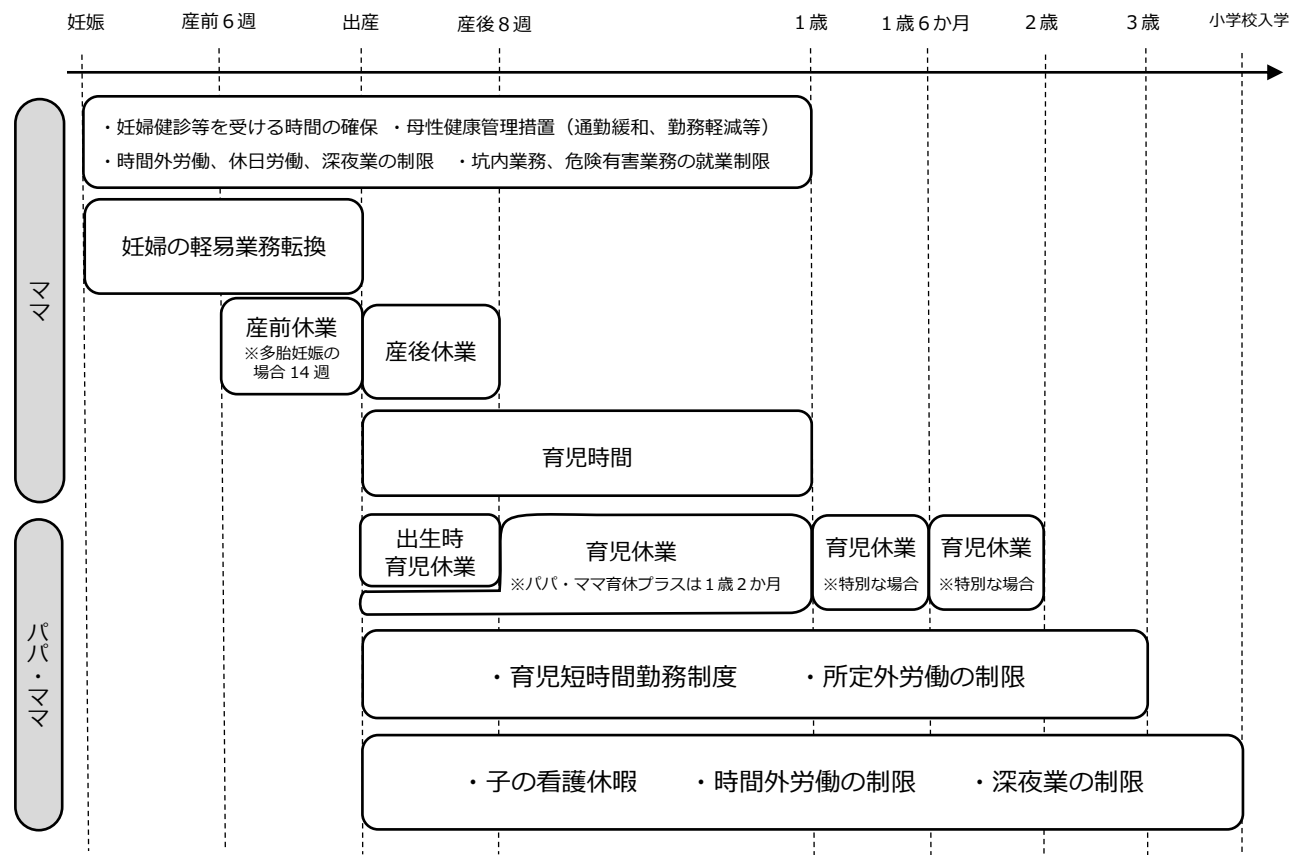 妊娠 産前６週 出産 産後８週 １歳 １歳６か月 ２歳 ３歳 小学校入学
ママ
・妊婦健診等を受ける時間の確保 ・母性健康管理措置（通勤緩和、勤務軽減等）
・時間外労働、休日労働、深夜業の制限 ・坑内業務、危険有害業務の就業制限
妊婦の軽易業務転換
産前休業
※多胎妊娠の
場合 14 週
産後休業
育児時間
パパ・ママ
出生時
育児休業
育児休業
※パパ・ママ育休プラスは１歳２か月
育児休業
※特別な場合
育児休業
※特別な場合
・育児短時間勤務制度 ・所定外労働の制限
・子の看護休暇 ・時間外労働の制限 ・深夜業の制限